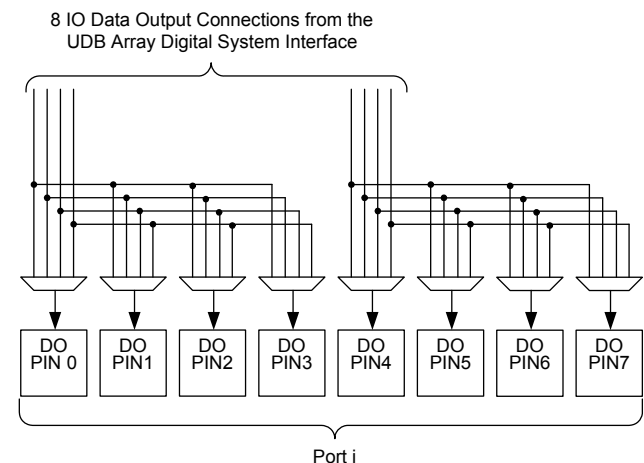 8 IO Data Output Connections from the
UDB Array Digital System Interface
DO
PIN 0
DO
PIN1
DO
PIN2
DO
PIN3
DO
PIN4
DO
PIN5
DO
PIN6
DO
PIN7
Port i